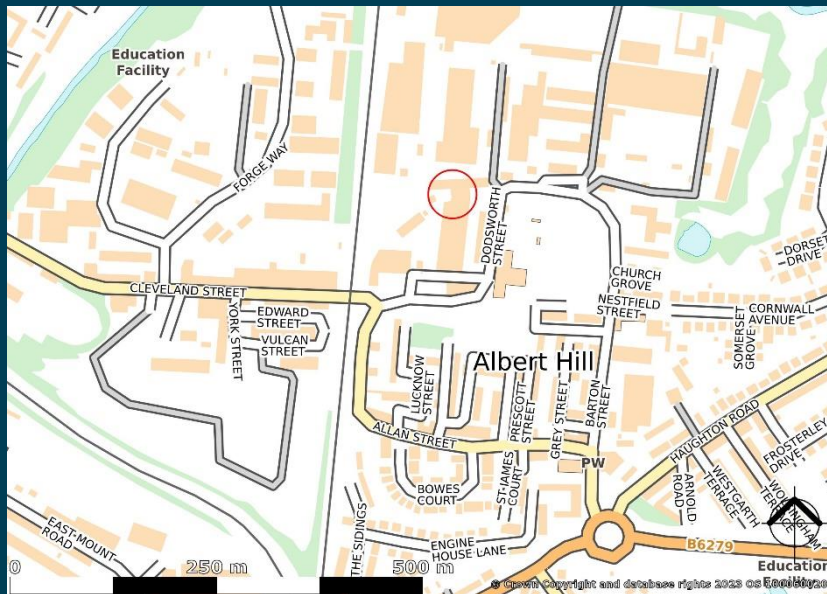 Education
Facility
FORGE WAY
DODSWORTH
STREET
CHURCH
GROVE
DORSET
DRIVE
CLEVELAND STREET
NESTFIELD
STREET
CORNWALL
AVENUE
YORK STREET
EDWARD
STREET
VULCAN
STREET
SOMERSET
GROVE
LUCKNOW
STREET
Albert Hill
PRESCOTT
STREET
GREY STREET
BARTON
STREET
HAUGHTON ROAD
ALLAN STREET
FROSTERLEY
DRIVE
PW
ST-JAMES
COURT
BOWES
COURT
ARNOLD
ROAD
WESTGARTH
TERRACE
WOLSINGHAM
TERRACE
EAST-MOUNT
ROAD
THE SIDINGS
ENGINE
HOUSE LANE
B6279
0
250 m
500 m
Education
Facility
© Crown Copyright and database rights 2023 OS